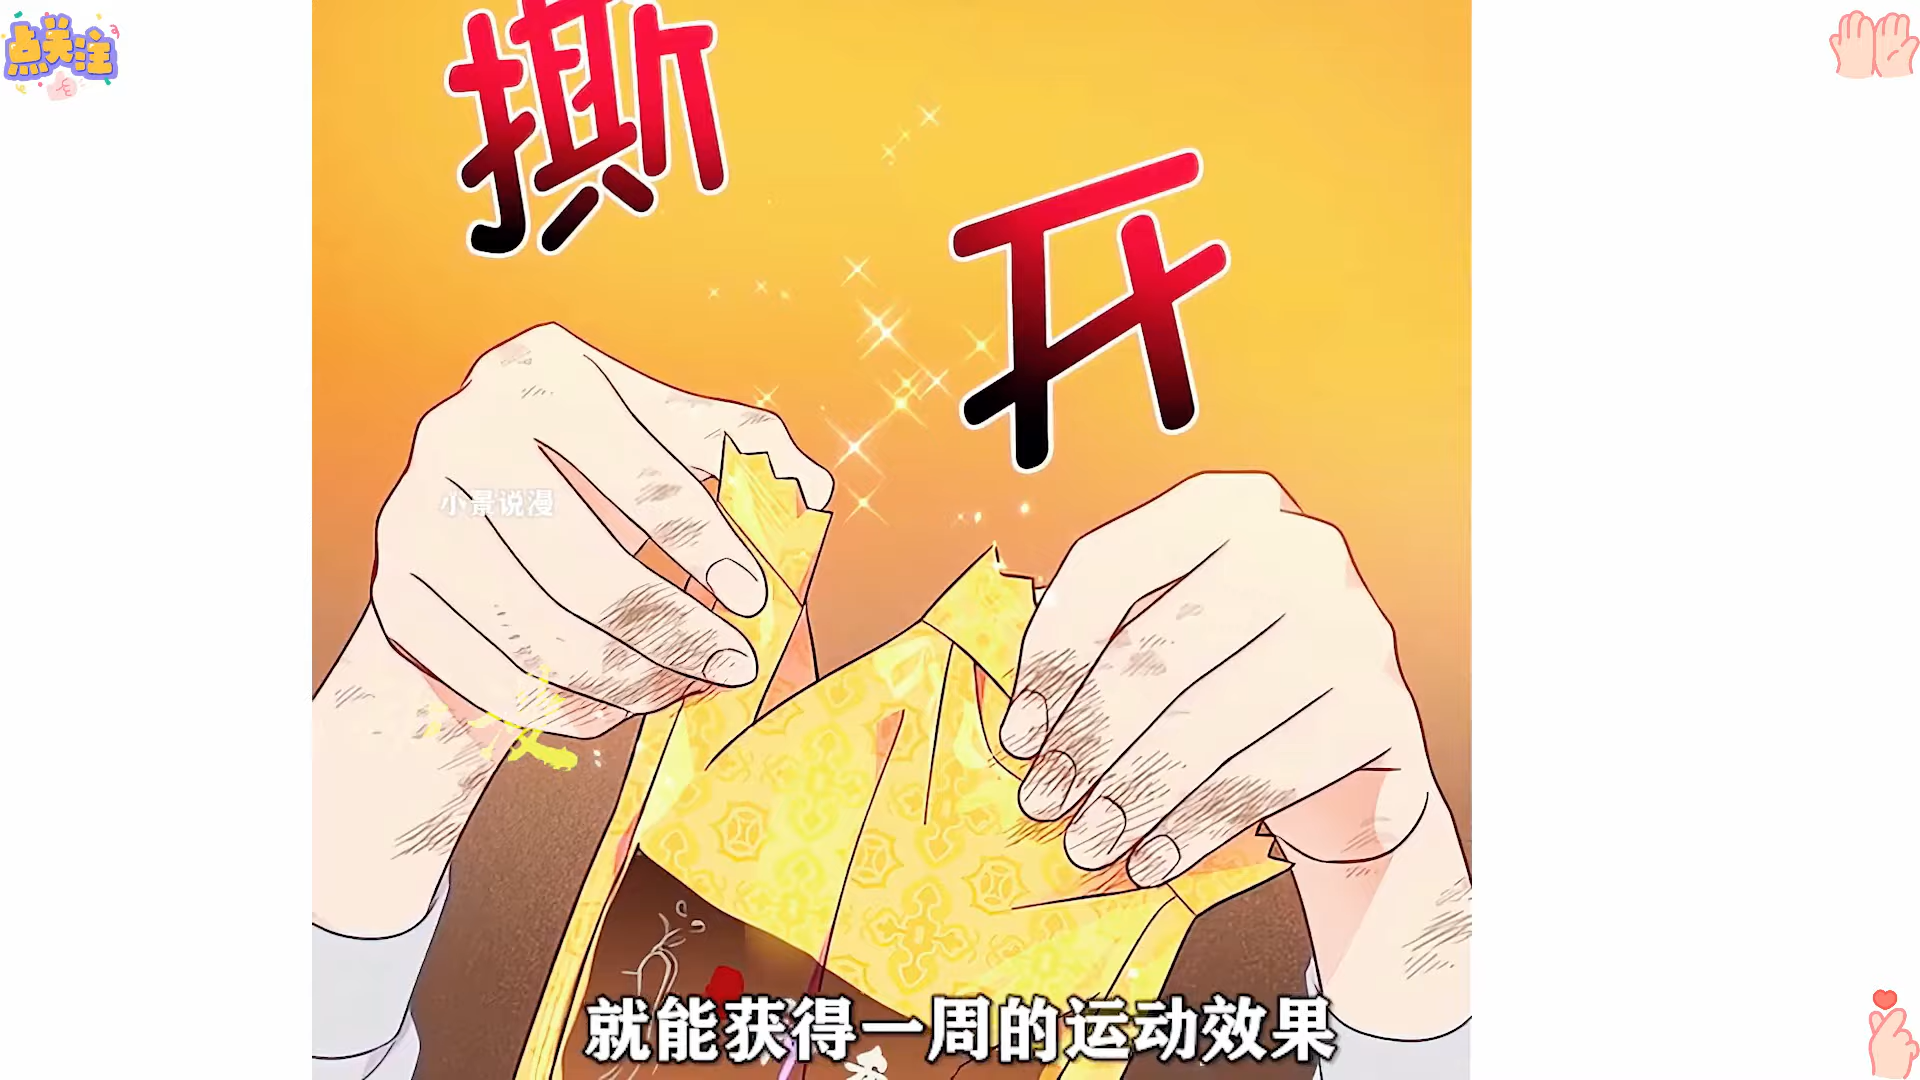 点关注
撕
开
小景说漫
就能获得一周的运动效果